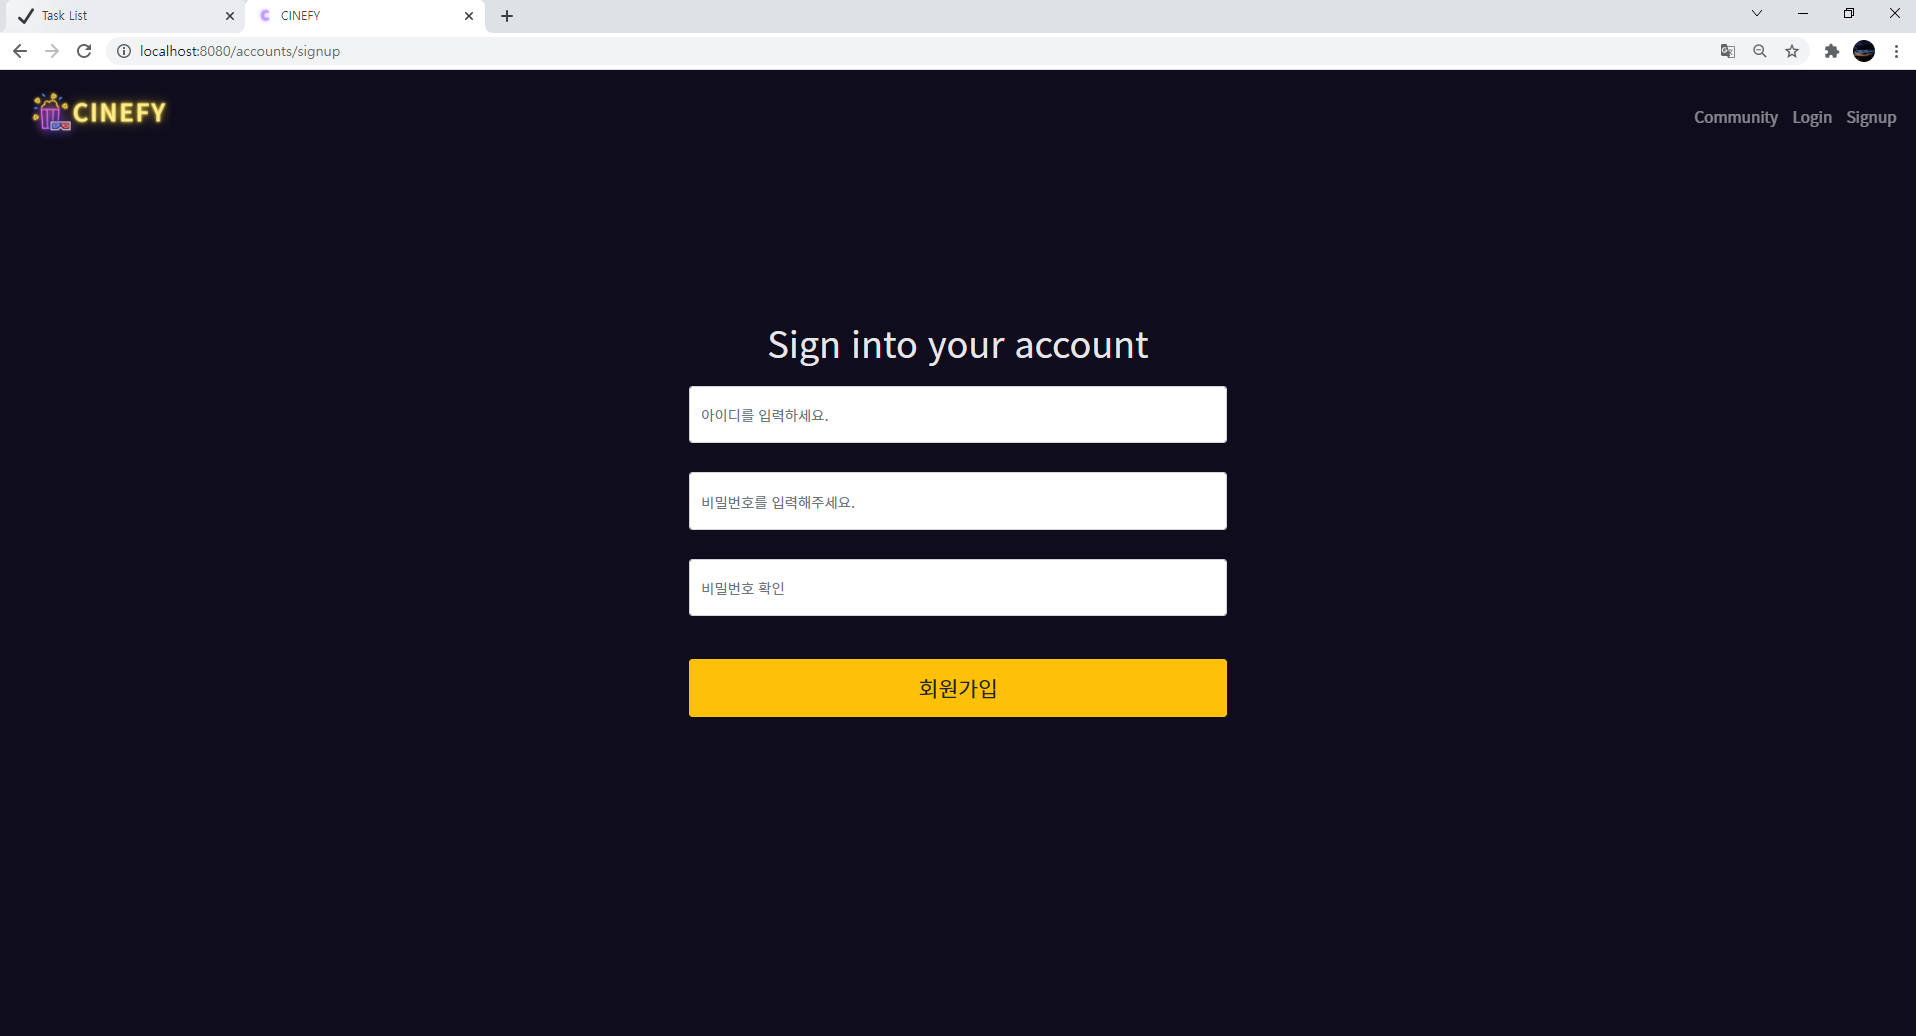 Task List
CINEFY
localhost:8080/accounts/signup
CINEFY
Community Login Signup
Sign into your account
아이디를 입력하세요.
비밀번호를 입력해주세요.
비밀번호 확인
회원가입